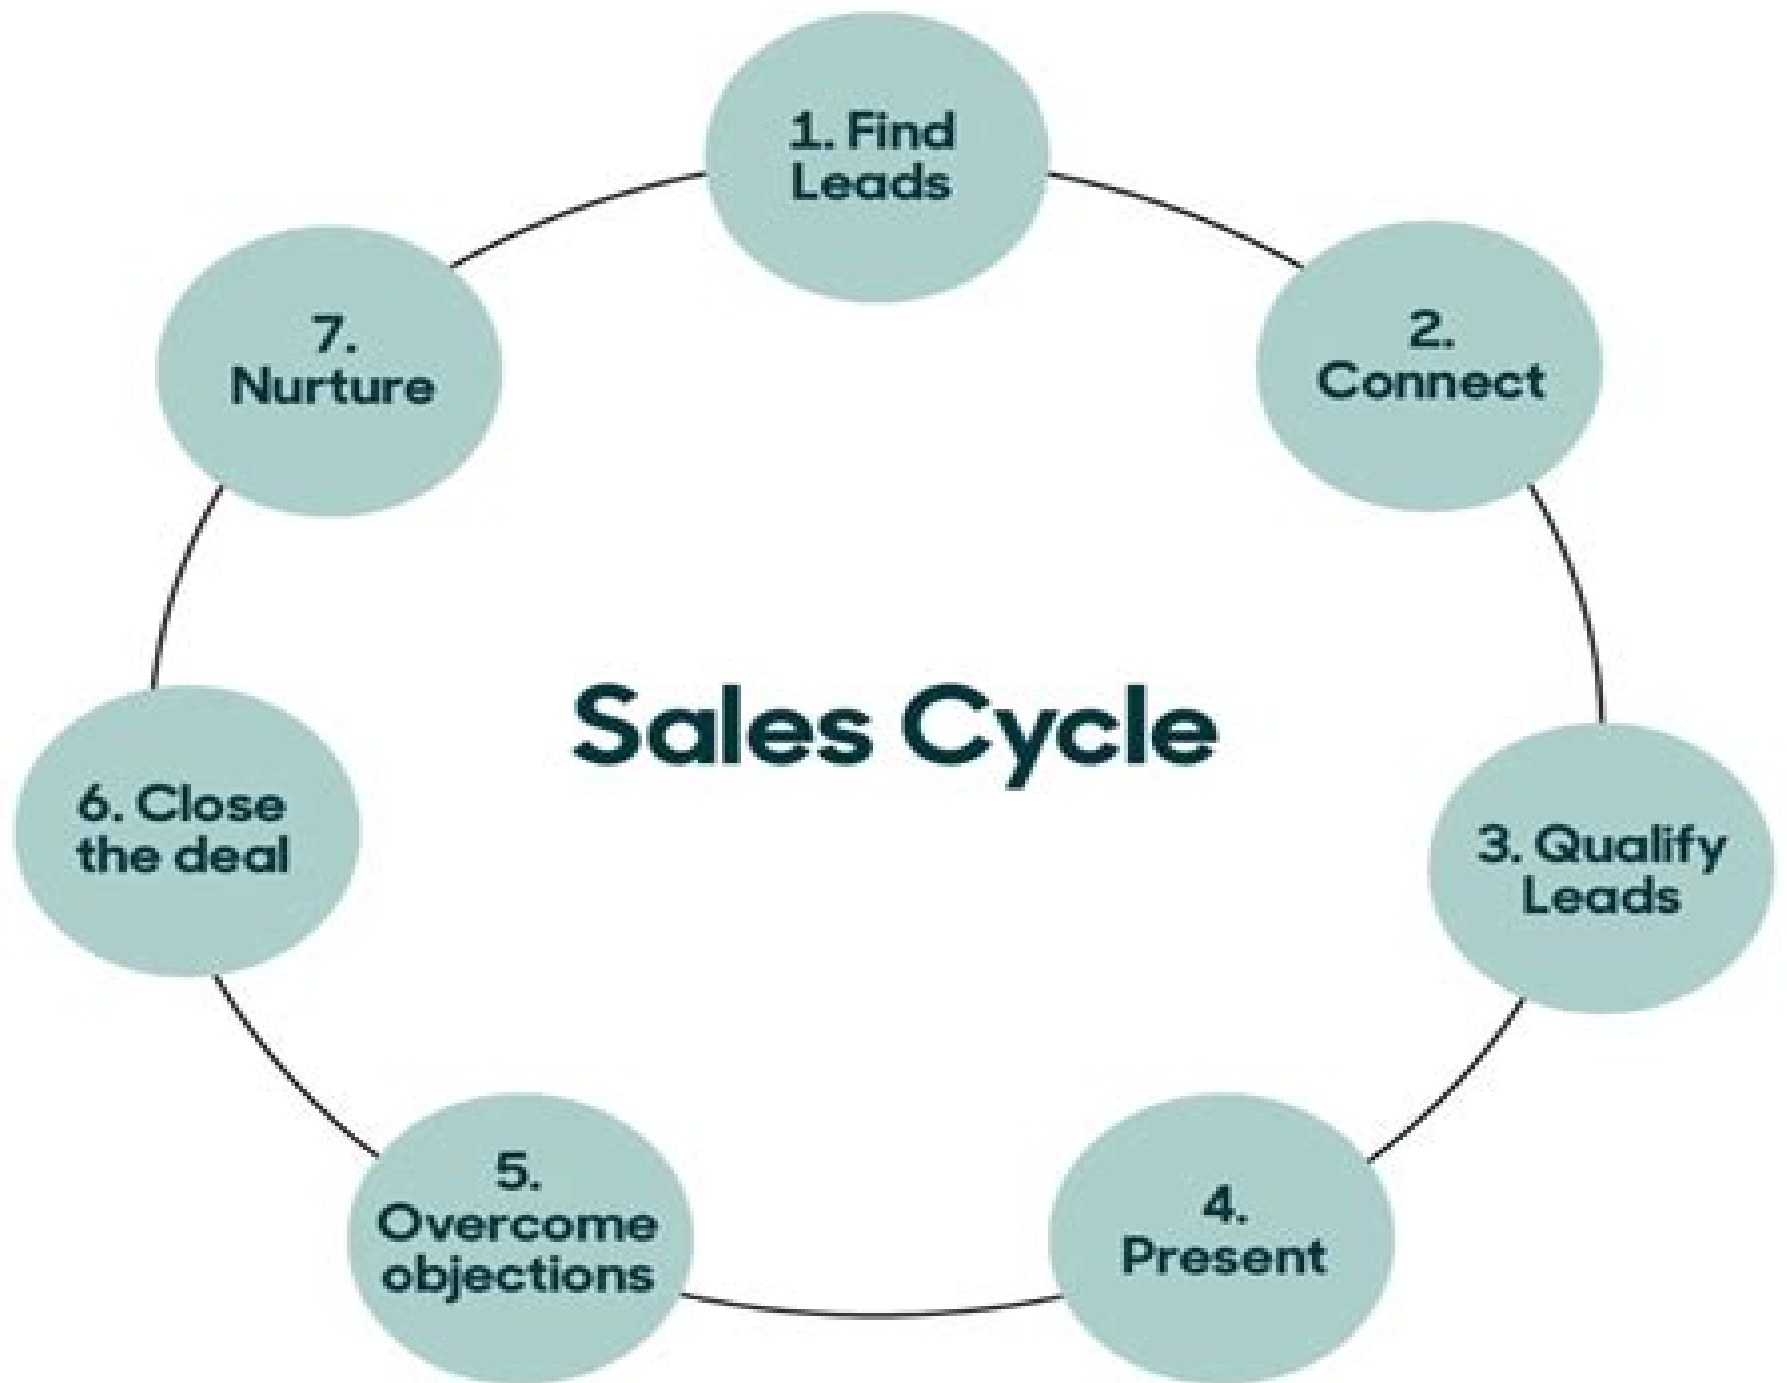 1. Find
Leads
2.
Connect
3. Qualify
Leads
4.
Present
5.
Overcome
objections
6. Close
the deal
7.
Nurture
Sales Cycle